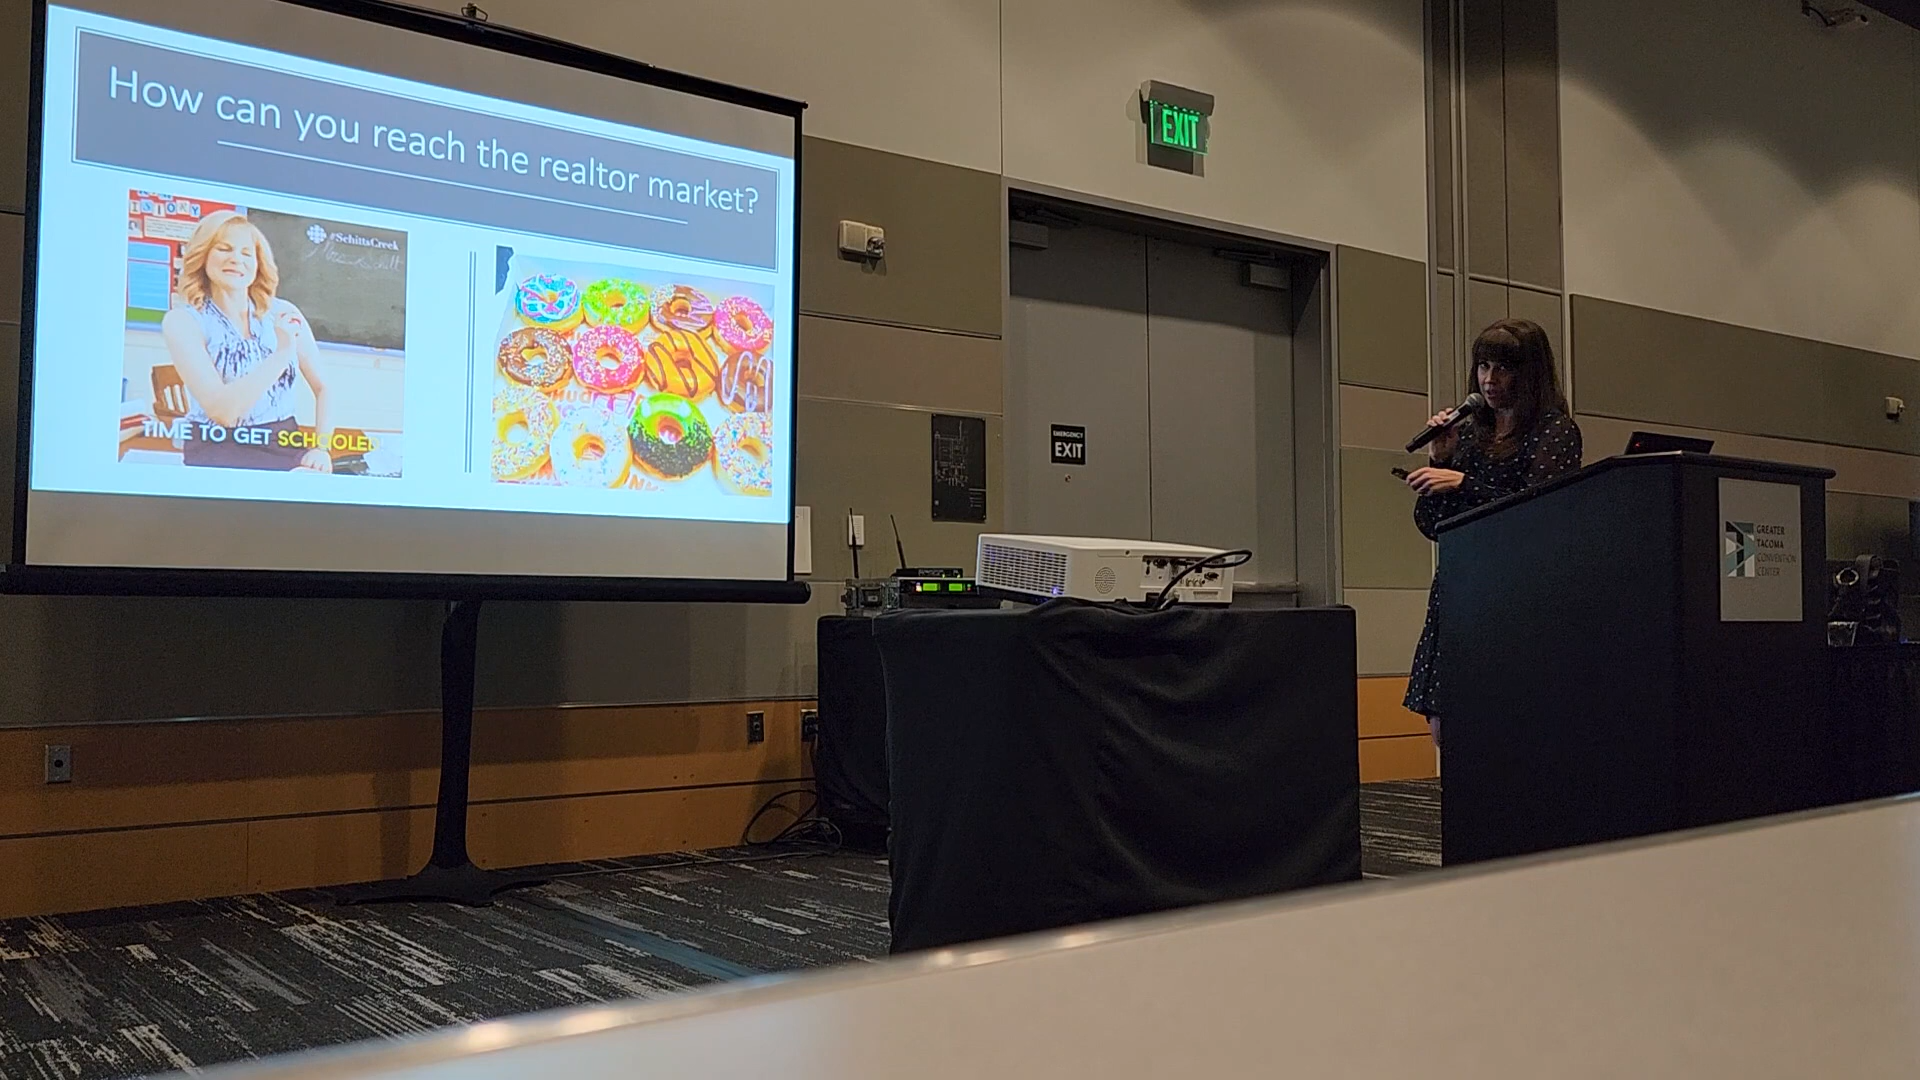 How can you reach the realtor market?
#SchittsCreek
TIME TO GET SCHOOLED
EXIT
EMERGENCY
EXIT
GREATER
TACOMA
CONVENTION
CENTER